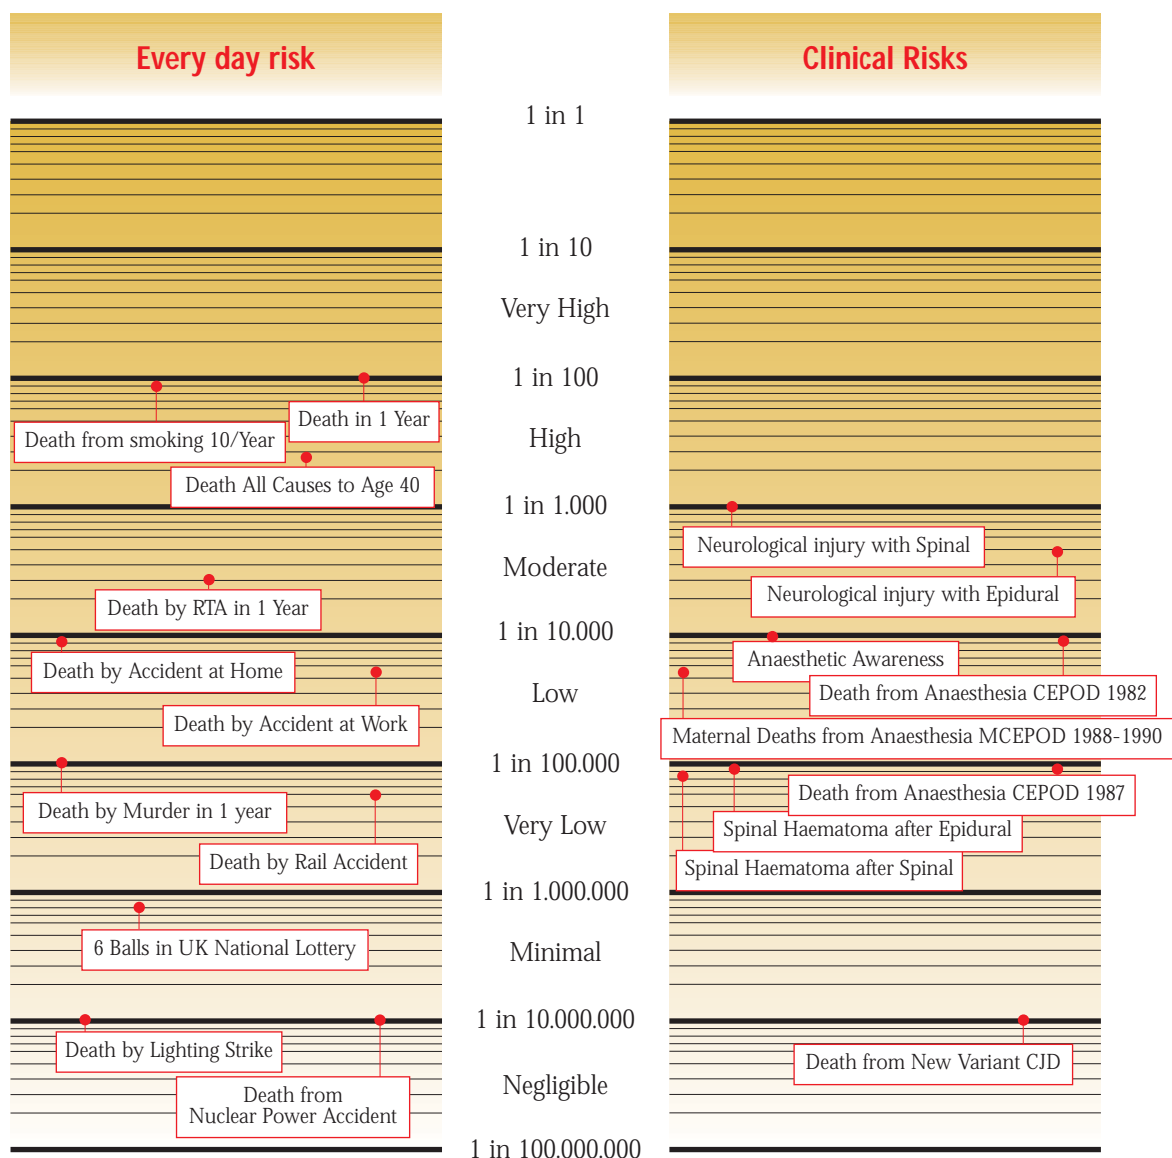 Every day risk
Clinical Risks
1 in 1
1 in 10
Very High
1 in 100
Death in 1 Year
Death from smoking 10/Year
High
Death All Causes to Age 40
1 in 1.000
Neurological injury with Spinal
Moderate
Neurological injury with Epidural
Death by RTA in 1 Year
1 in 10.000
Anaesthetic Awareness
Death by Accident at Home
Low
Death from Anaesthesia CEPOD 1982
Death by Accident at Work
Maternal Deaths from Anaesthesia MCEPOD 1988-1990
1 in 100.000
Death from Anaesthesia CEPOD 1987
Death by Murder in 1 year
Very Low
Spinal Haematoma after Epidural
Death by Rail Accident
Spinal Haematoma after Spinal
1 in 1.000.000
6 Balls in UK National Lottery
Minimal
1 in 10.000.000
Death by Lighting Strike
Death from New Variant CJD
Negligible
Death from
Nuclear Power Accident
1 in 100.000.000